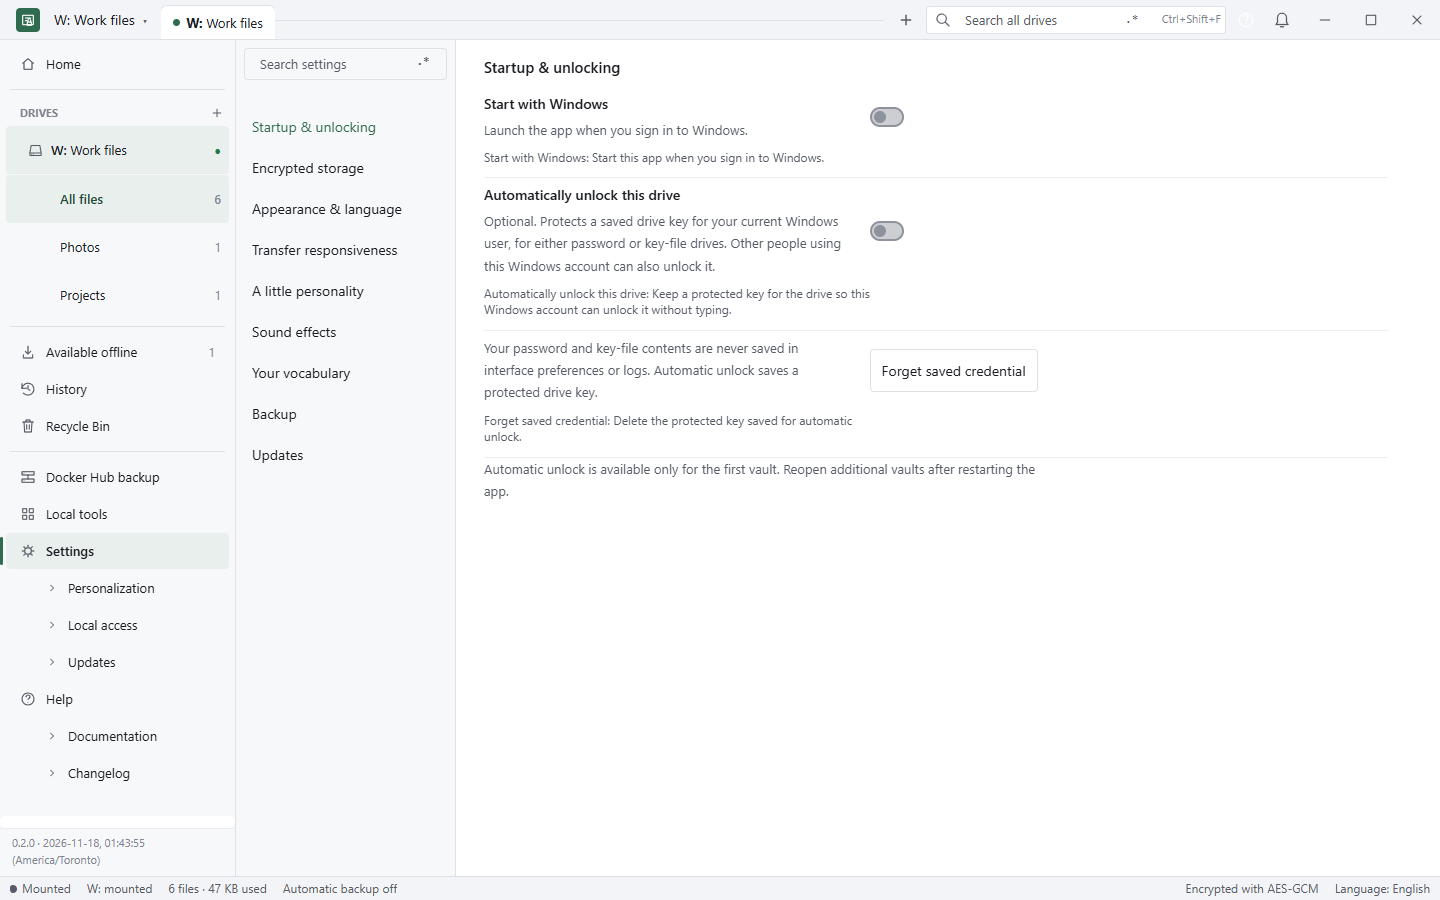 W: Work files
W: Work files
Search all drives
.*
Ctrl+Shift+F
Home
DRIVES
W: Work files
All files 6
Photos 1
Projects 1
Available offline 1
History
Recycle Bin
Docker Hub backup
Local tools
Settings
Personalization
Local access
Updates
Help
Documentation
Changelog
0.2.0 · 2026-11-18, 01:43:55
(America/Toronto)
Search settings .*
Startup & unlocking
Encrypted storage
Appearance & language
Transfer responsiveness
A little personality
Sound effects
Your vocabulary
Backup
Updates
Startup & unlocking
Start with Windows
Launch the app when you sign in to Windows.
Start with Windows: Start this app when you sign in to Windows.
Automatically unlock this drive
Optional. Protects a saved drive key for your current Windows
user, for either password or key-file drives. Other people using
this Windows account can also unlock it.
Automatically unlock this drive: Keep a protected key for the drive so this
Windows account can unlock it without typing.
Your password and key-file contents are never saved in
interface preferences or logs. Automatic unlock saves a
protected drive key.
Forget saved credential
Forget saved credential: Delete the protected key saved for automatic
unlock.
Automatic unlock is available only for the first vault. Reopen additional vaults after restarting the
app.
Mounted
W: mounted
6 files · 47 KB used
Automatic backup off
Encrypted with AES-GCM
Language: English